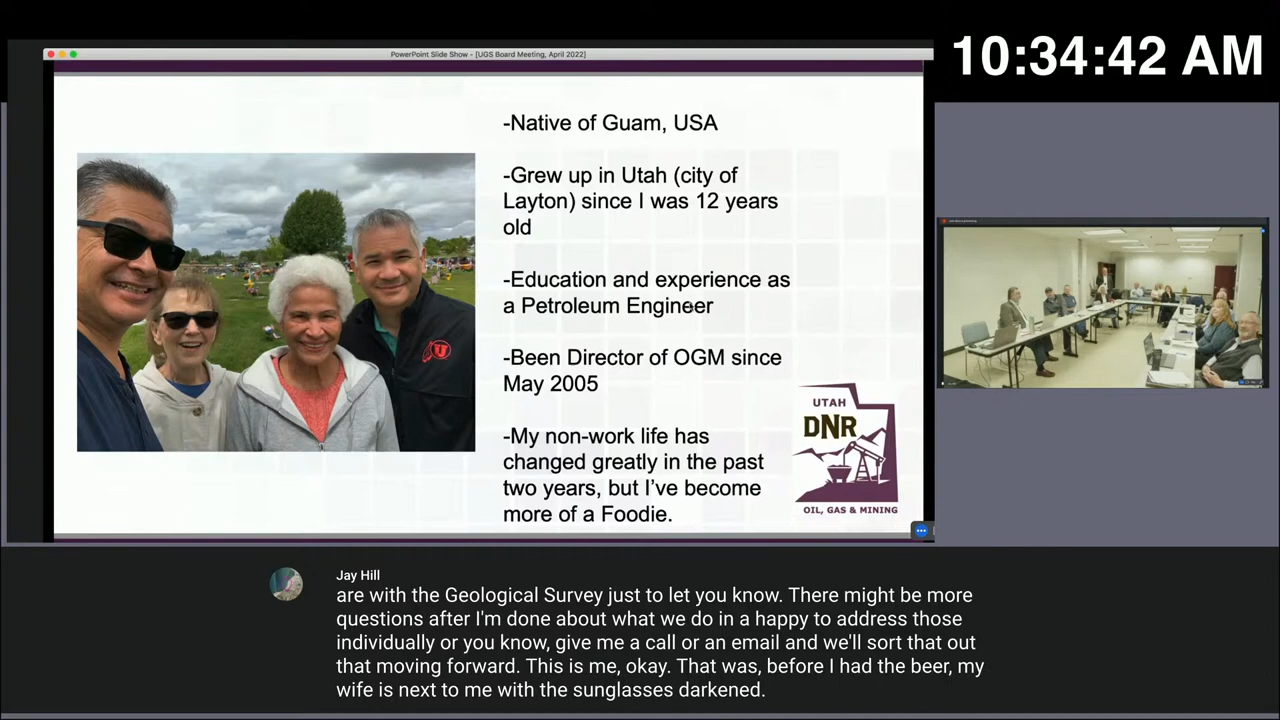 PowerPoint Slide Show - [UGS Board Meeting, April 2022]
10:34:42 AM
-Native of Guam, USA
-Grew up in Utah (city of
Layton) since I was 12 years
old
-Education and experience as
a Petroleum Engineer
-Been Director of OGM since
May 2005
-My non-work life has
changed greatly in the past
two years, but I’ve become
more of a Foodie.
U
UTAH
DNR
OIL, GAS & MINING
Jay Hill
are with the Geological Survey just to let you know. There might be more
questions after I'm done about what we do in a happy to address those
individually or you know, give me a call or an email and we'll sort that out
that moving forward. This is me, okay. That was, before I had the beer, my
wife is next to me with the sunglasses darkened.